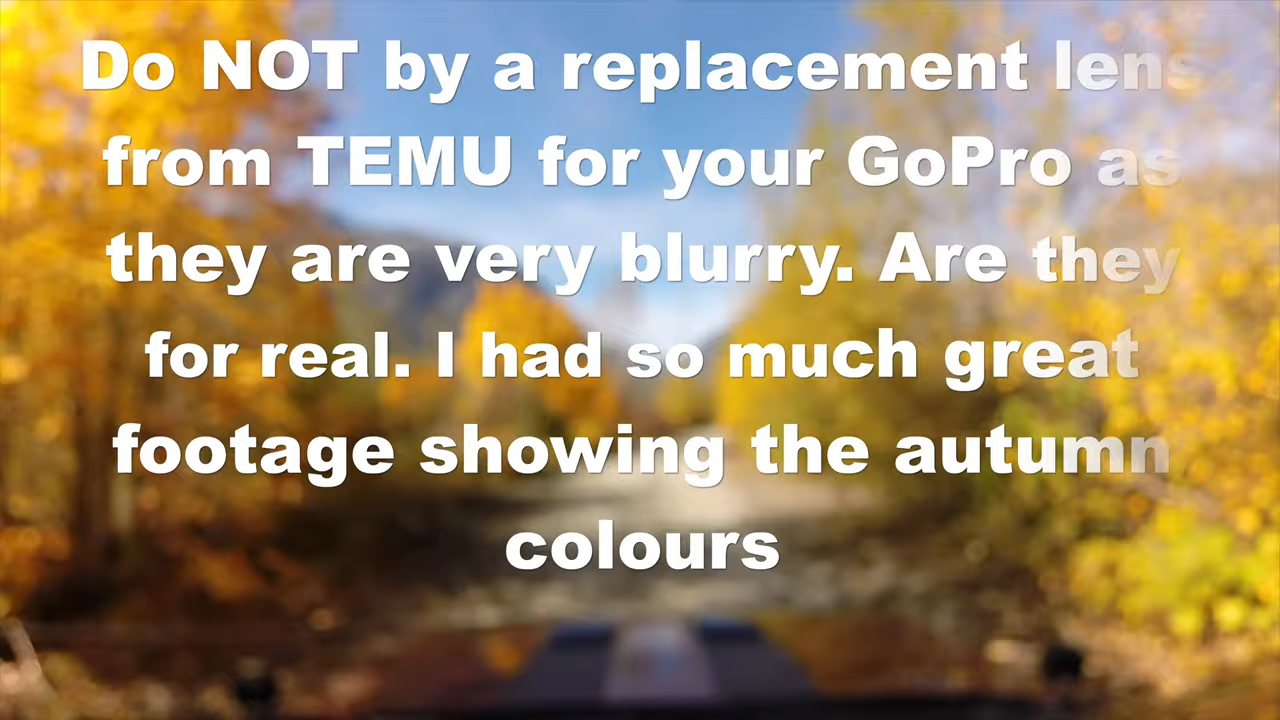 Do NOT by a replacement lens
from TEMU for your GoPro as
they are very blurry. Are they
for real. I had so much great
footage showing the autumn
colours